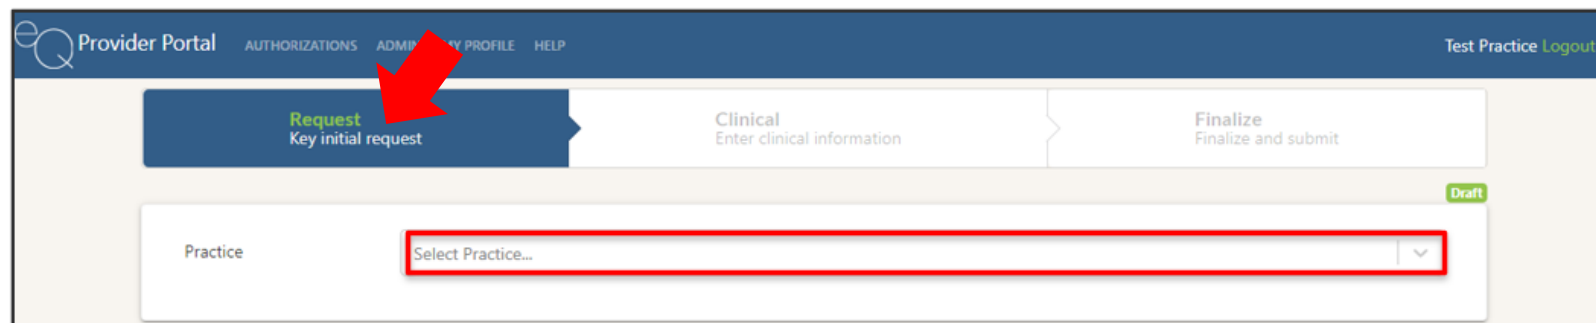 eQ Provider Portal AUTHORIZATIONS MY PROFILE HELP Test Practice Logout
Request Clinical Finalize
Key initial request Enter clinical information Finalize and submit
Draft
Practice Select Practice...